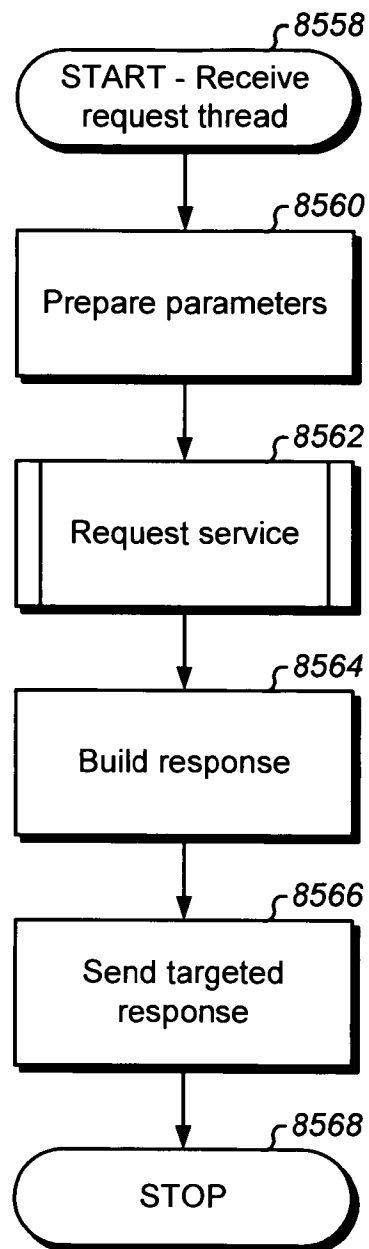 8558
START - Receive
request thread
8560
Prepare parameters
8562
Request service
8564
Build response
8566
Send targeted
response
8568
STOP